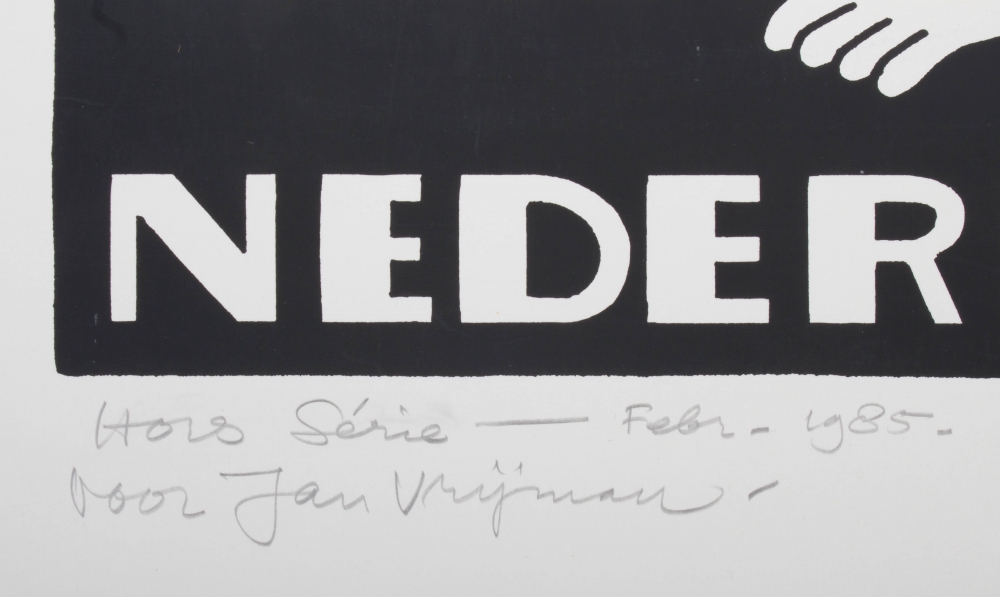 NEDER
Hors Série — Febr. 1985.
Voor Jan Vrijman -